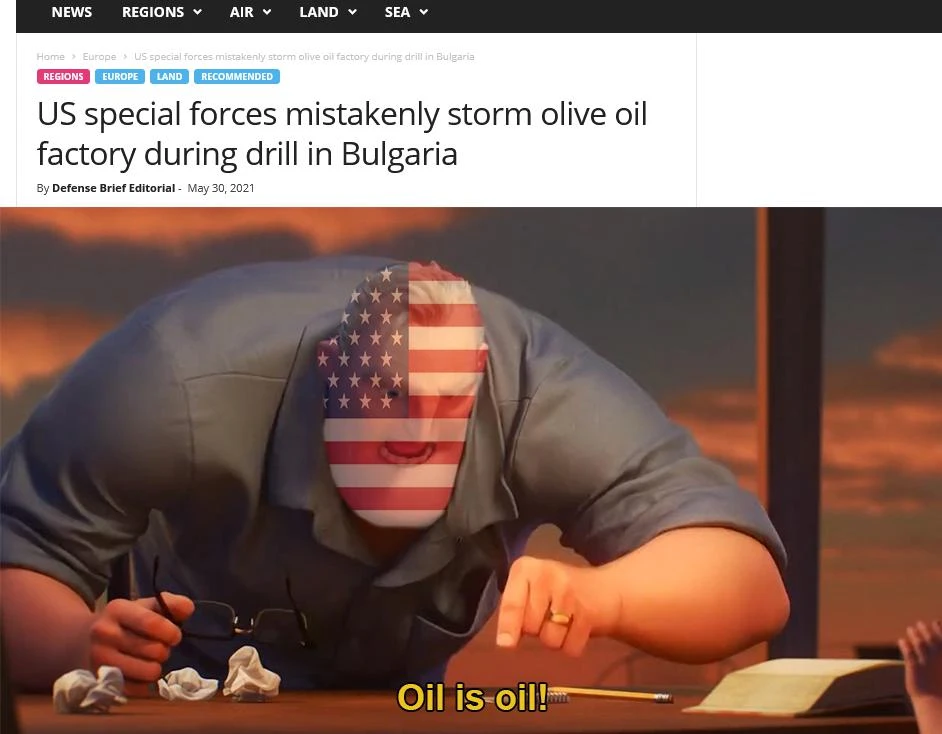 NEWS REGIONS AIR LAND SEA
Home › Europe › US special forces mistakenly storm olive oil factory during drill in Bulgaria
REGIONS EUROPE LAND RECOMMENDED
US special forces mistakenly storm olive oil
factory during drill in Bulgaria
By Defense Brief Editorial - May 30, 2021
Oil is oil!